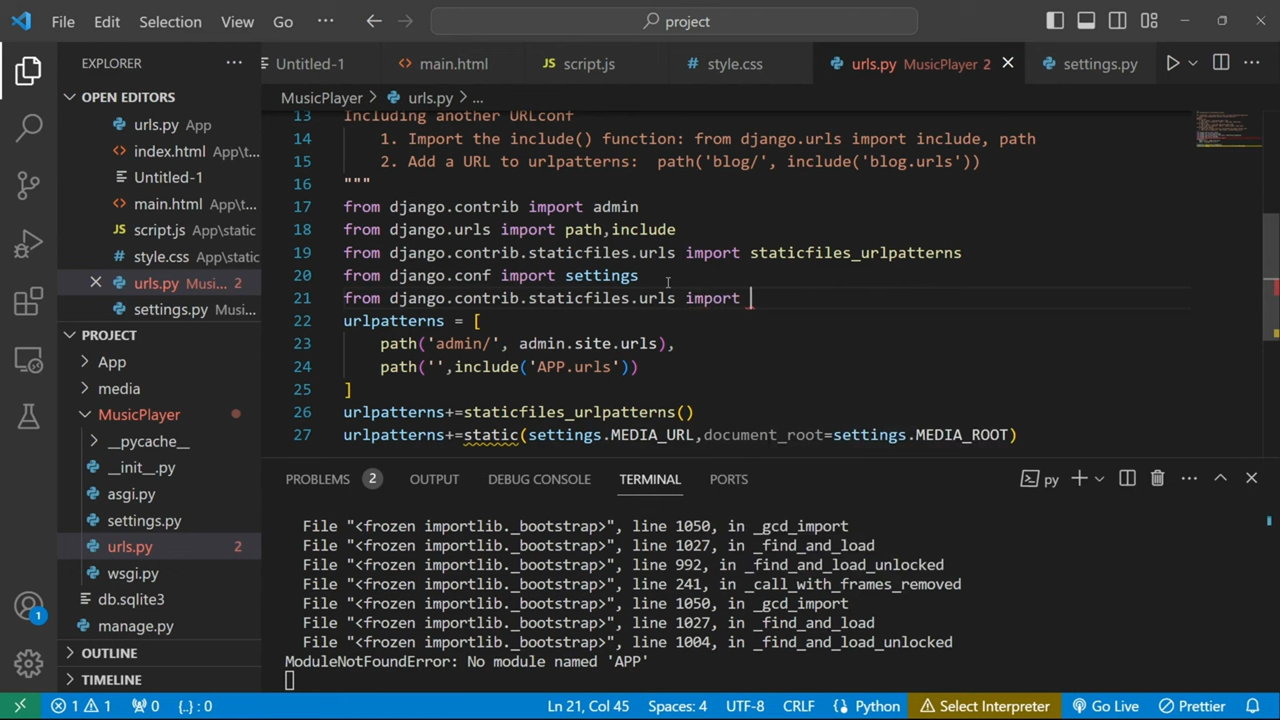 File Edit Selection View Go ··· project
EXPLORER ···
Untitled-1 main.html script.js style.css urls.py MusicPlayer 2 settings.py
OPEN EDITORS
urls.py App
index.html App\t...
Untitled-1
main.html App\t...
script.js App\static
style.css App\static
urls.py Musi... 2
settings.py Musi...
PROJECT
App
media
MusicPlayer
__pycache__
__init__.py
asgi.py
settings.py
urls.py 2
wsgi.py
db.sqlite3
manage.py
OUTLINE
TIMELINE
1
MusicPlayer > urls.py > ...
13 Including another URLconf
14 1. Import the include() function: from django.urls import include, path
15 2. Add a URL to urlpatterns:  path('blog/', include('blog.urls'))
16 """
17 from django.contrib import admin
18 from django.urls import path,include
19 from django.contrib.staticfiles.urls import staticfiles_urlpatterns
20 from django.conf import settings
21 from django.contrib.staticfiles.urls import
22 urlpatterns = [
23 path('admin/', admin.site.urls),
24 path('',include('APP.urls'))
25 ]
26 urlpatterns+=staticfiles_urlpatterns()
27 urlpatterns+=static(settings.MEDIA_URL,document_root=settings.MEDIA_ROOT)
PROBLEMS 2 OUTPUT DEBUG CONSOLE TERMINAL PORTS py
File "<frozen importlib._bootstrap>", line 1050, in _gcd_import
File "<frozen importlib._bootstrap>", line 1027, in _find_and_load
File "<frozen importlib._bootstrap>", line 992, in _find_and_load_unlocked
File "<frozen importlib._bootstrap>", line 241, in _call_with_frames_removed
File "<frozen importlib._bootstrap>", line 1050, in _gcd_import
File "<frozen importlib._bootstrap>", line 1027, in _find_and_load
File "<frozen importlib._bootstrap>", line 1004, in _find_and_load_unlocked
ModuleNotFoundError: No module named 'APP'
1 1 0 {..} : 0 Ln 21, Col 45 Spaces: 4 UTF-8 CRLF Python Select Interpreter Go Live Prettier